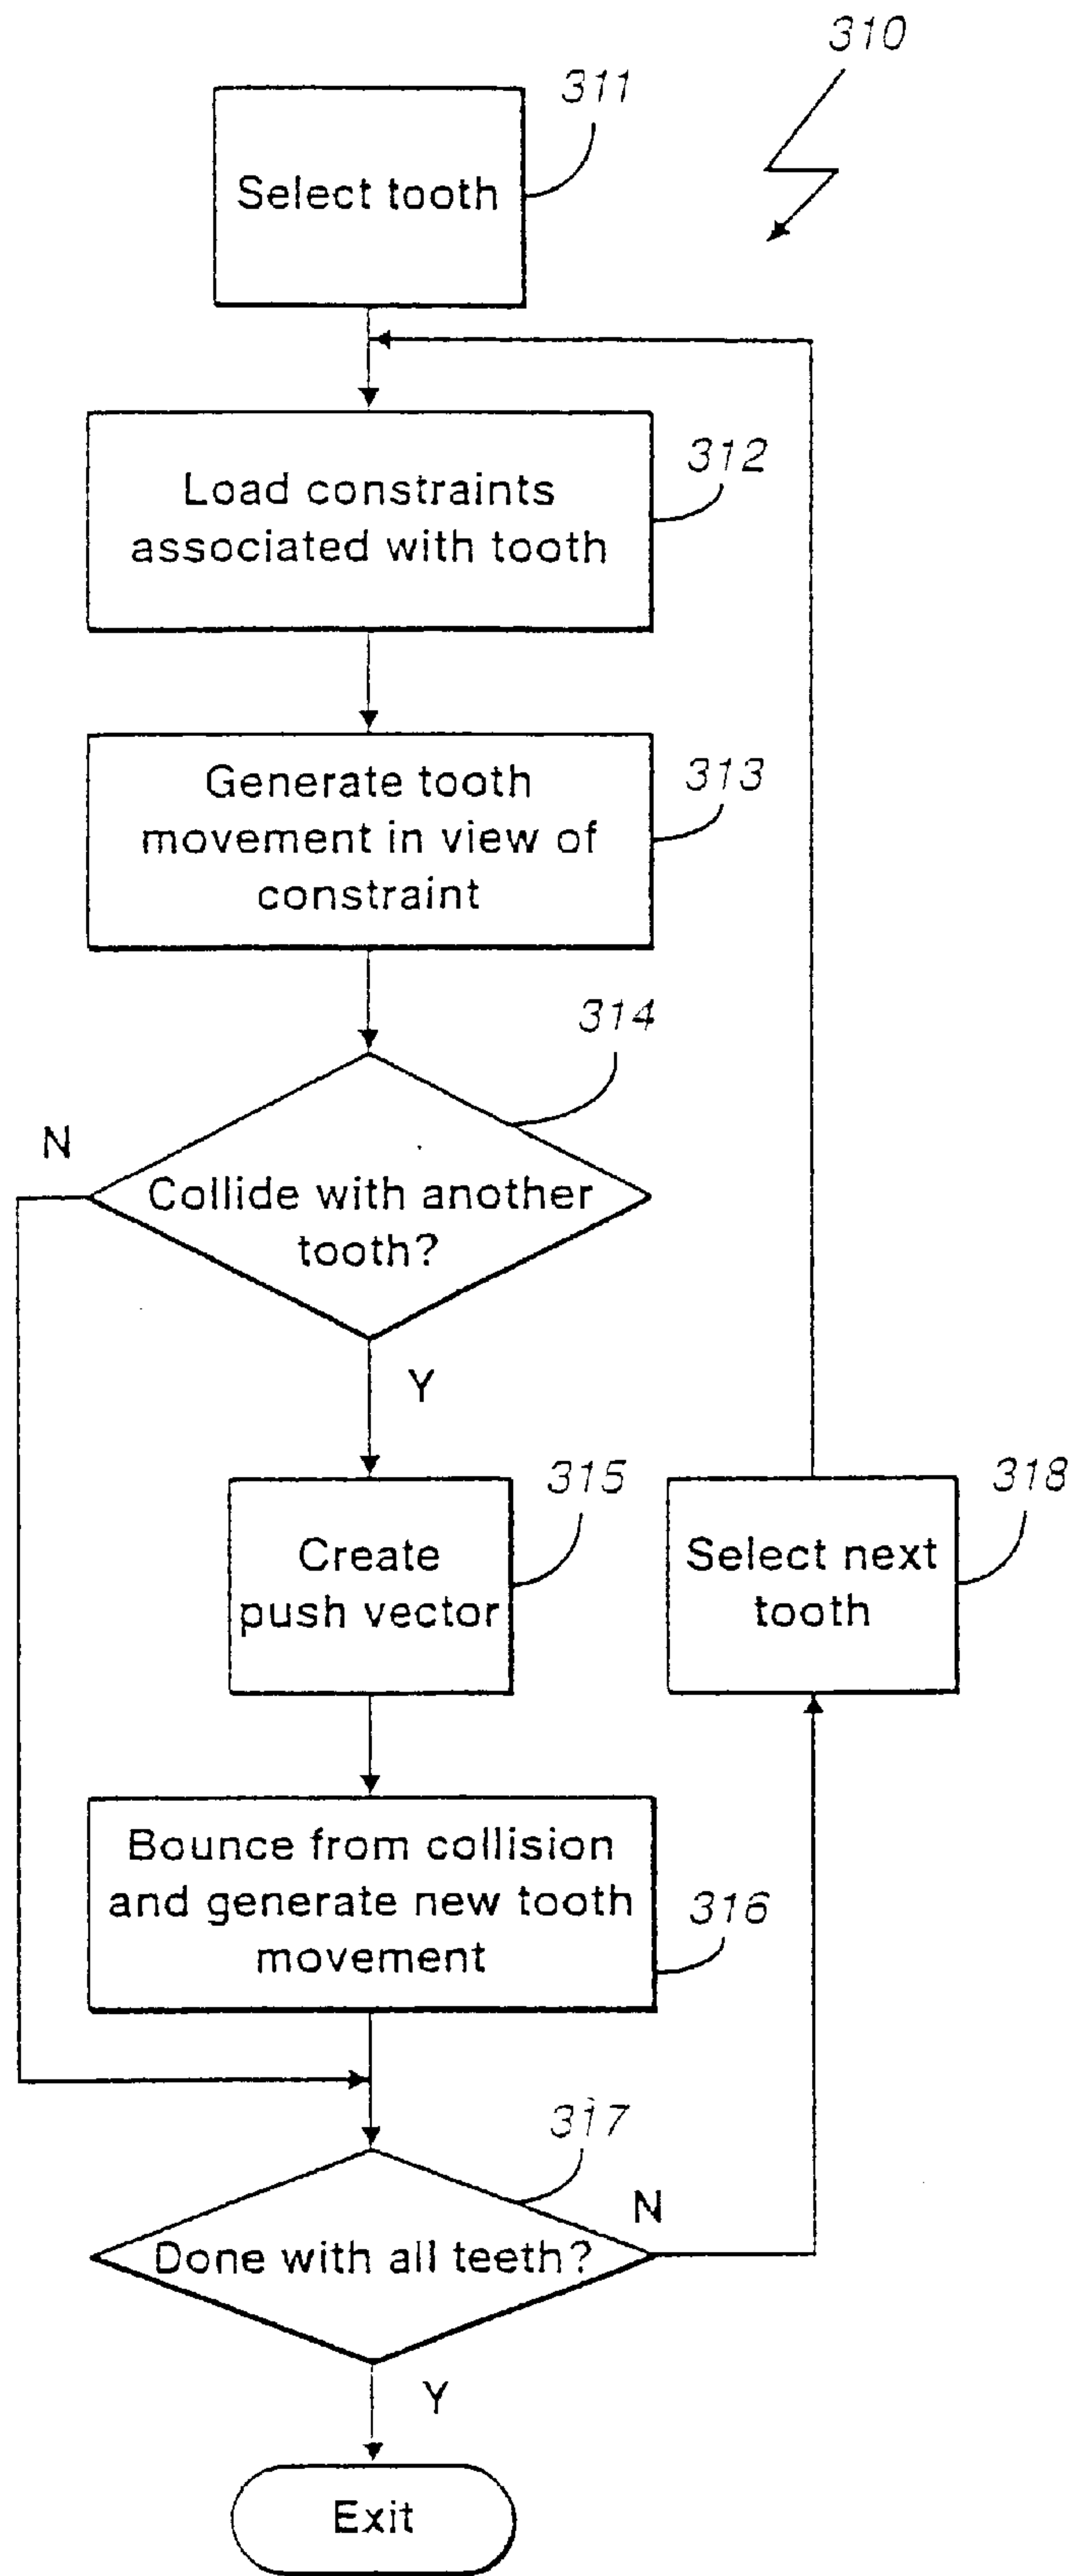 310
311
Select tooth
312
Load constraints
associated with tooth
313
Generate tooth
movement in view of
constraint
314
N
Collide with another
tooth?
Y
315
Create
push vector
318
Select next
tooth
Bounce from collision
and generate new tooth
movement
316
317
N
Done with all teeth?
Y
Exit